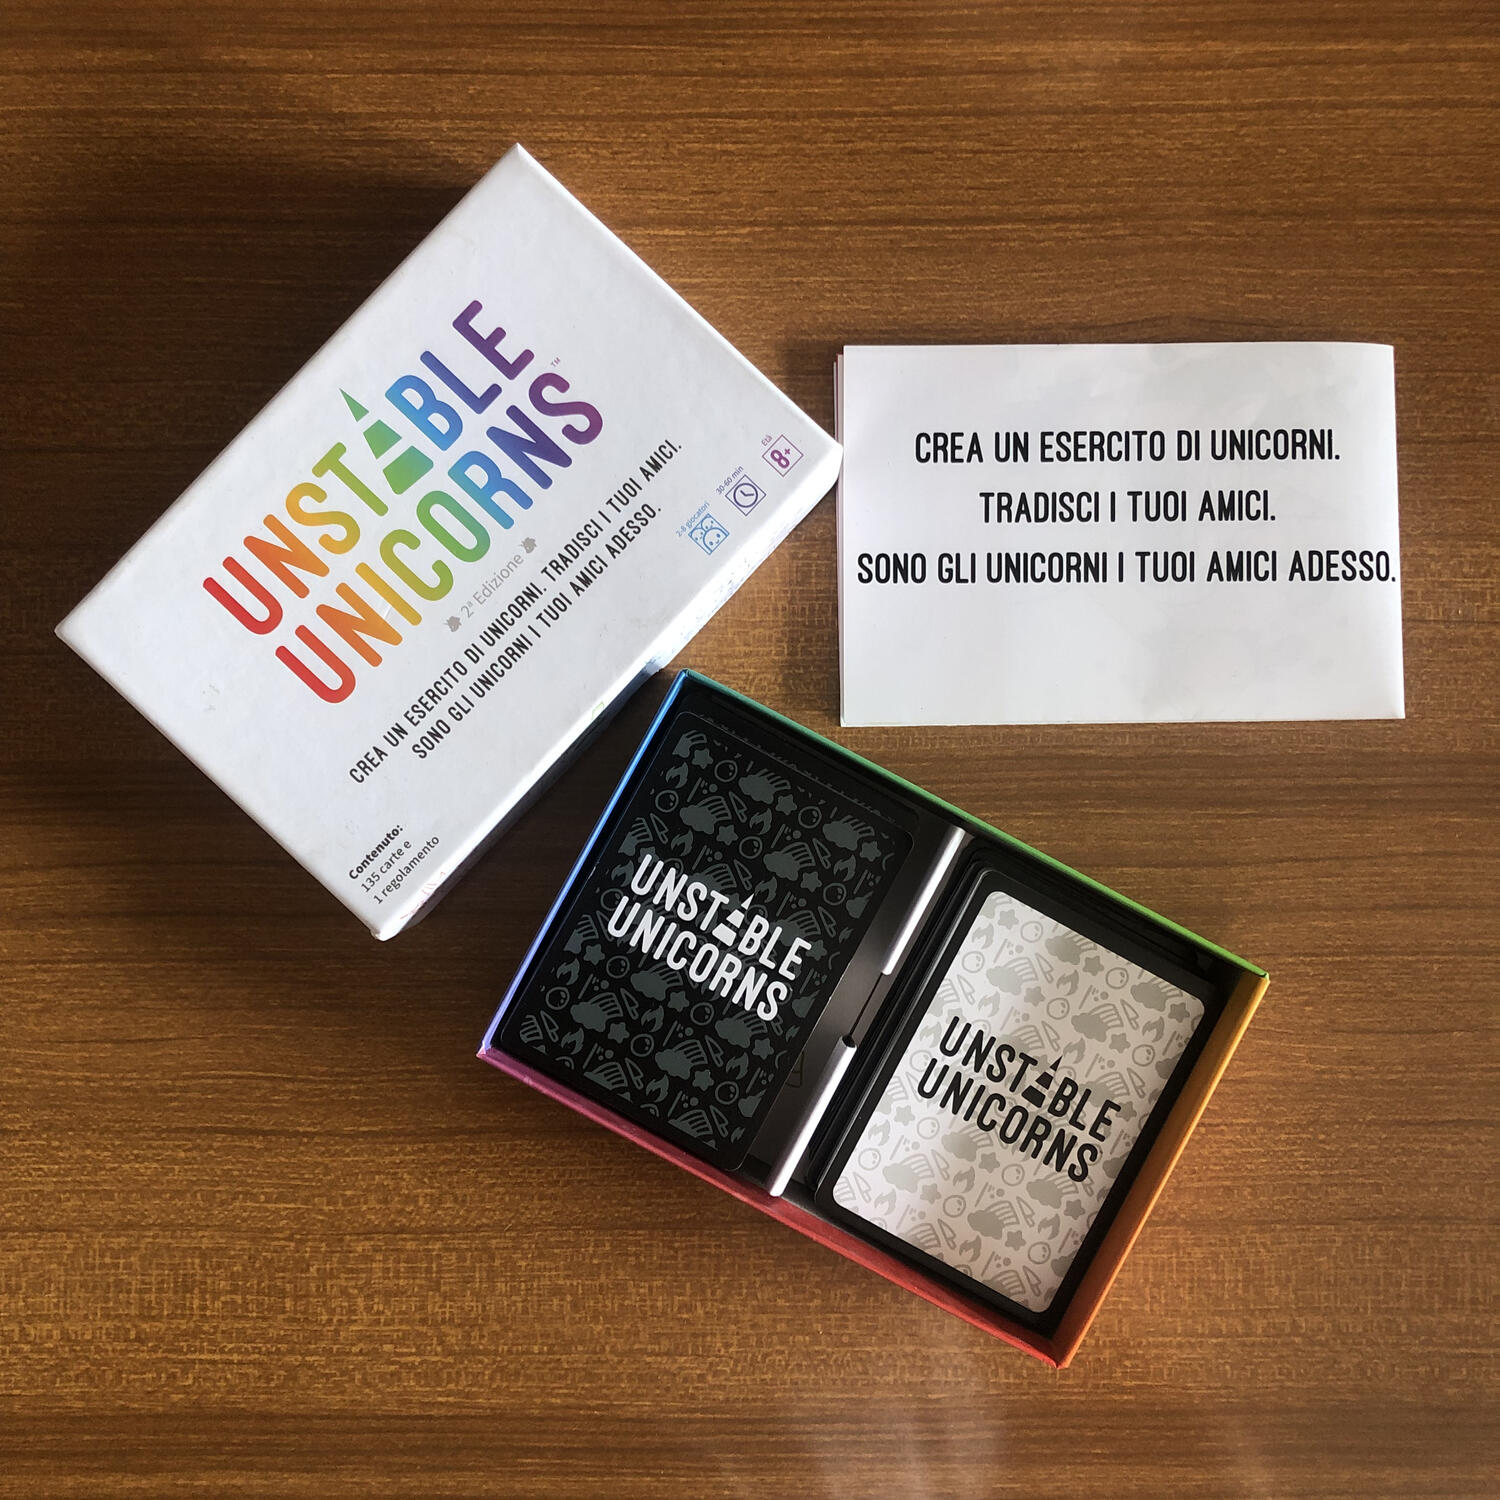 UNSTABLE
UNICORNS™
2ª Edizione
CREA UN ESERCITO DI UNICORNI. TRADISCI I TUOI AMICI.
SONO GLI UNICORNI I TUOI AMICI ADESSO.
Contenuto:
135 carte e
1 regolamento
2-8 giocatori
30-60 min
Età
8+
CREA UN ESERCITO DI UNICORNI.
TRADISCI I TUOI AMICI.
SONO GLI UNICORNI I TUOI AMICI ADESSO.
UNSTABLE
UNICORNS
UNSTABLE
UNICORNS